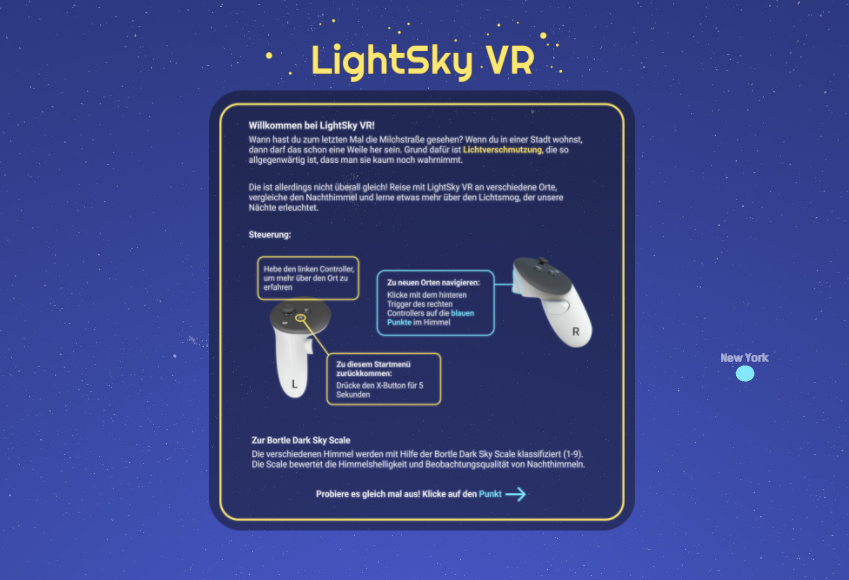 LightSky VR
Willkommen bei LightSky VR!
Wann hast du zum letzten Mal die Milchstraße gesehen? Wenn du in einer Stadt wohnst,
dann darf das schon eine Weile her sein. Grund dafür ist Lichtverschmutzung, die so
allgegenwärtig ist, dass man sie kaum noch wahrnimmt.
Die ist allerdings nicht überall gleich! Reise mit LightSky VR an verschiedene Orte,
vergleiche den Nachthimmel und lerne etwas mehr über den Lichtsmog, der unsere
Nächte erleuchtet.
Steuerung:
Hebe den linken Controller,
um mehr über den Ort zu
erfahren
Zu neuen Orten navigieren:
Klicke mit dem hinteren
Trigger des rechten
Controllers auf die blauen
Punkte im Himmel
R
L
Zu diesem Startmenü
zurückkommen:
Drücke den X-Button für 5
Sekunden
New York
Zur Bortle Dark Sky Scale
Die verschiedenen Himmel werden mit Hilfe der Bortle Dark Sky Scale klassifiziert (1-9).
Die Scale bewertet die Himmelshelligkeit und Beobachtungsqualität von Nachthimmeln.
Probiere es gleich mal aus! Klicke auf den Punkt